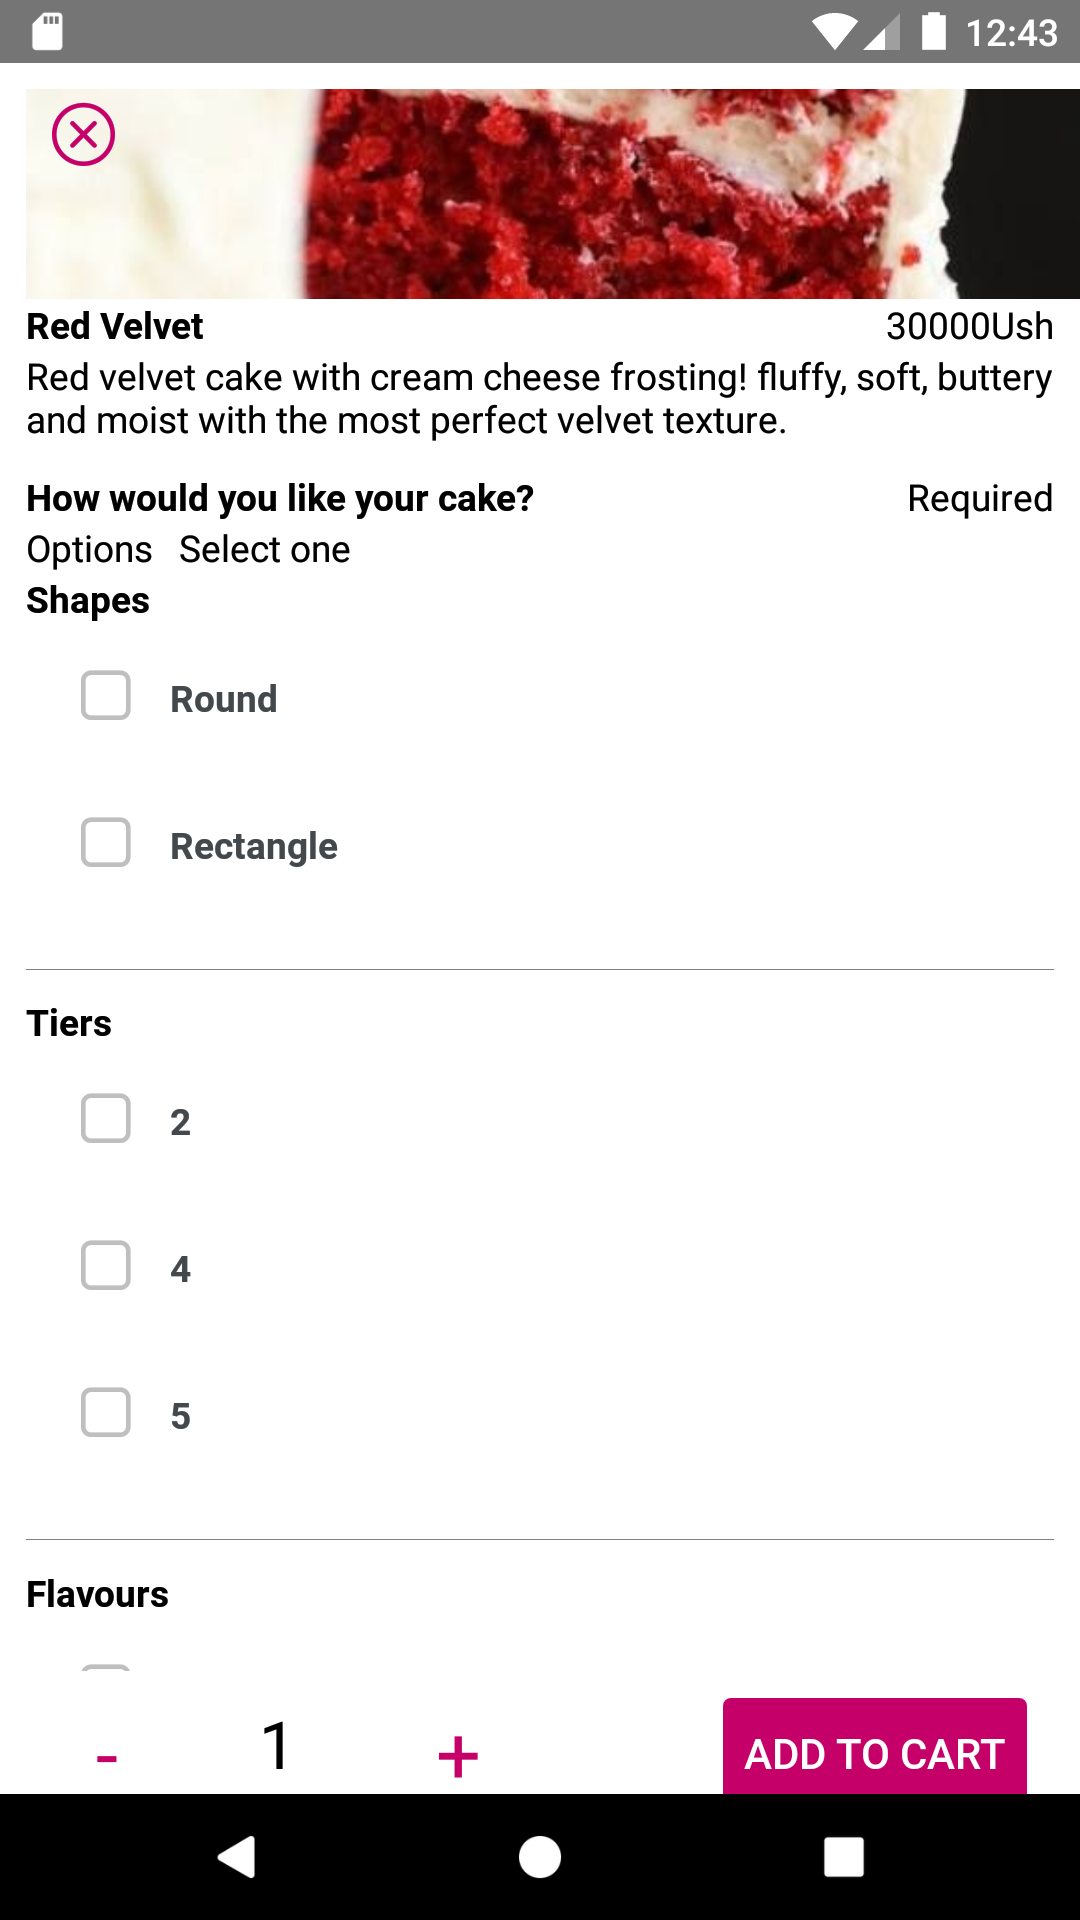 12:43
Red Velvet 30000Ush
Red velvet cake with cream cheese frosting! fluffy, soft, buttery
and moist with the most perfect velvet texture.
How would you like your cake? Required
Options Select one
Shapes
Round
Rectangle
Tiers
2
4
5
Flavours
- 1 + ADD TO CART